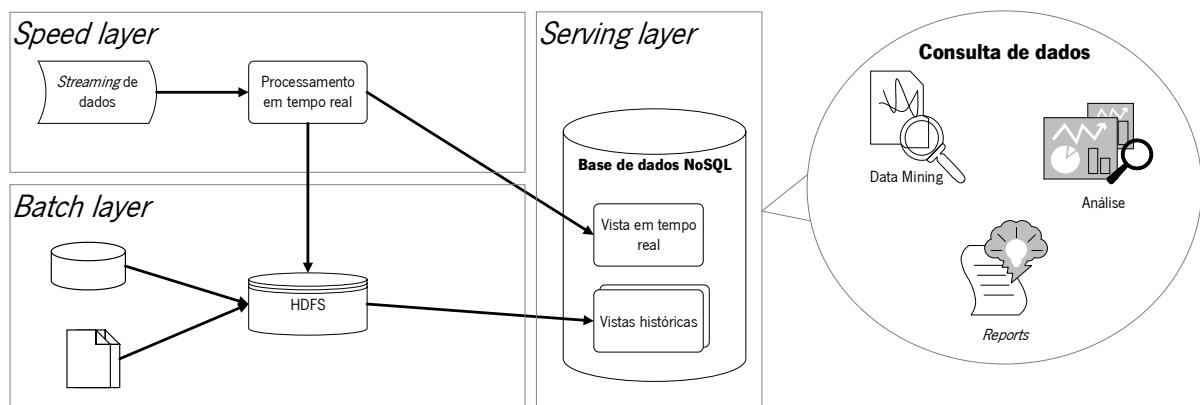 Speed layer
Streaming de
dados
Processamento
em tempo real
Batch layer
HDFS
Serving layer
Base de dados NoSQL
Vista em tempo
real
Vistas históricas
Consulta de dados
Data Mining
Análise
Reports